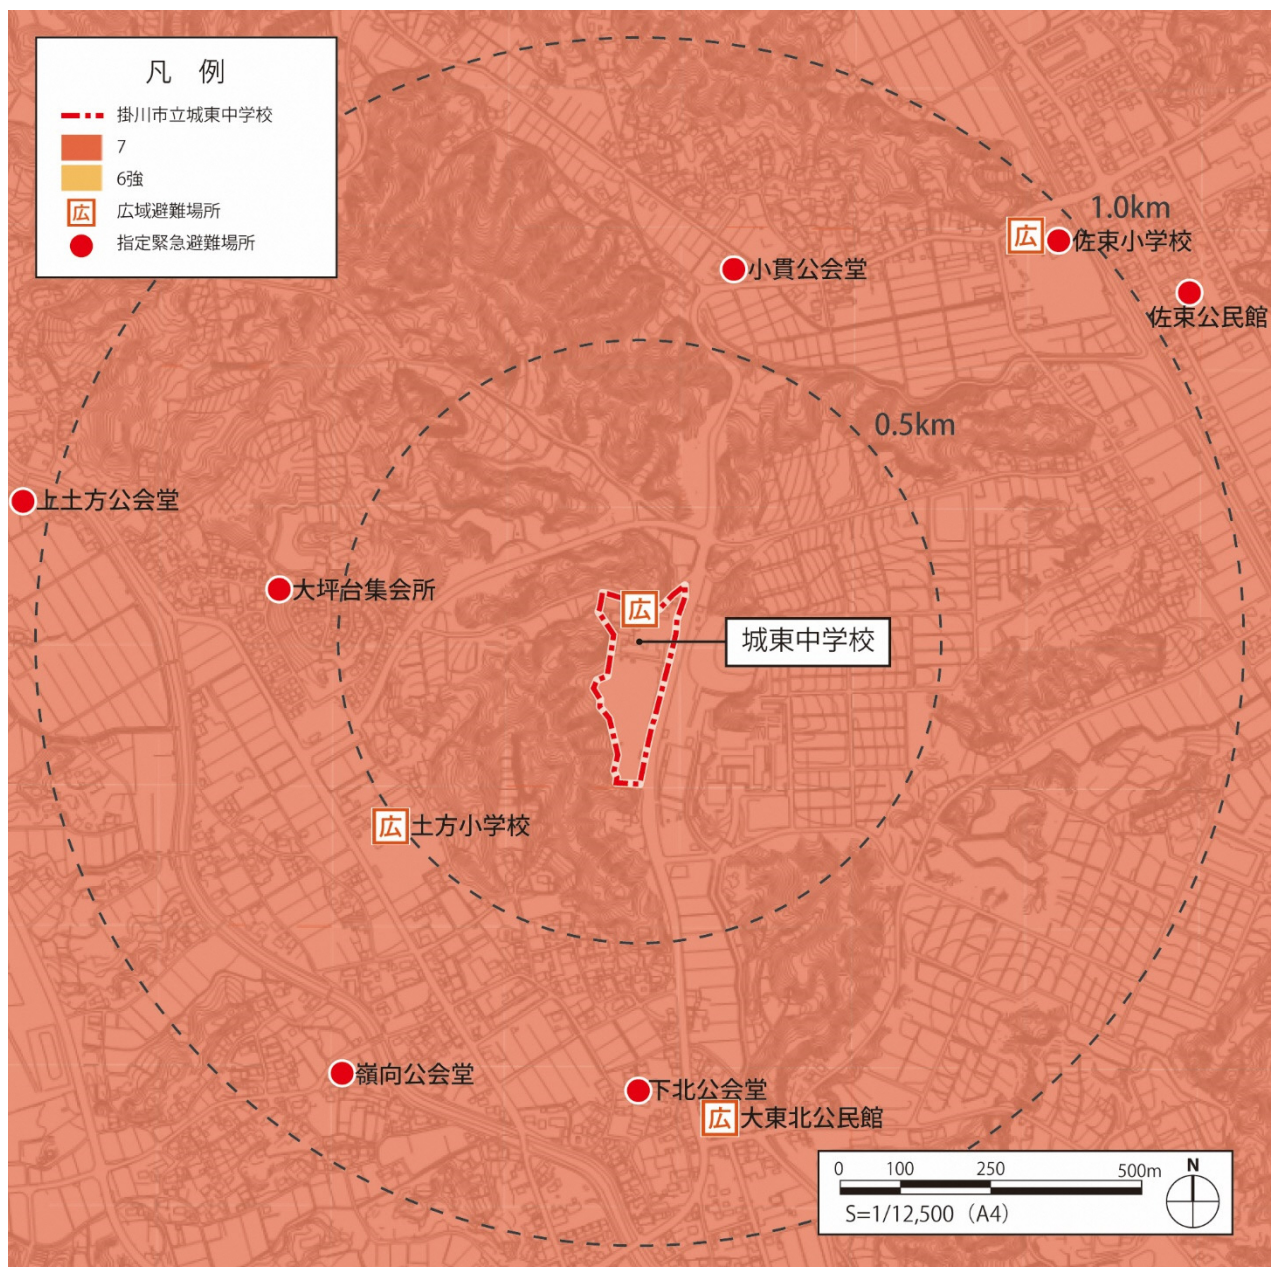 凡 例
掛川市立城東中学校
7
6強
広 広域避難場所
指定緊急避難場所
1.0km
広 佐束小学校
小貫公会堂
佐束公民館
0.5km
上土方公会堂
大坪台集会所
広
城東中学校
広 土方小学校
嶺向公会堂
下北公会堂
広 大東北公民館
0 100 250 500m
N
S=1/12,500（A4）